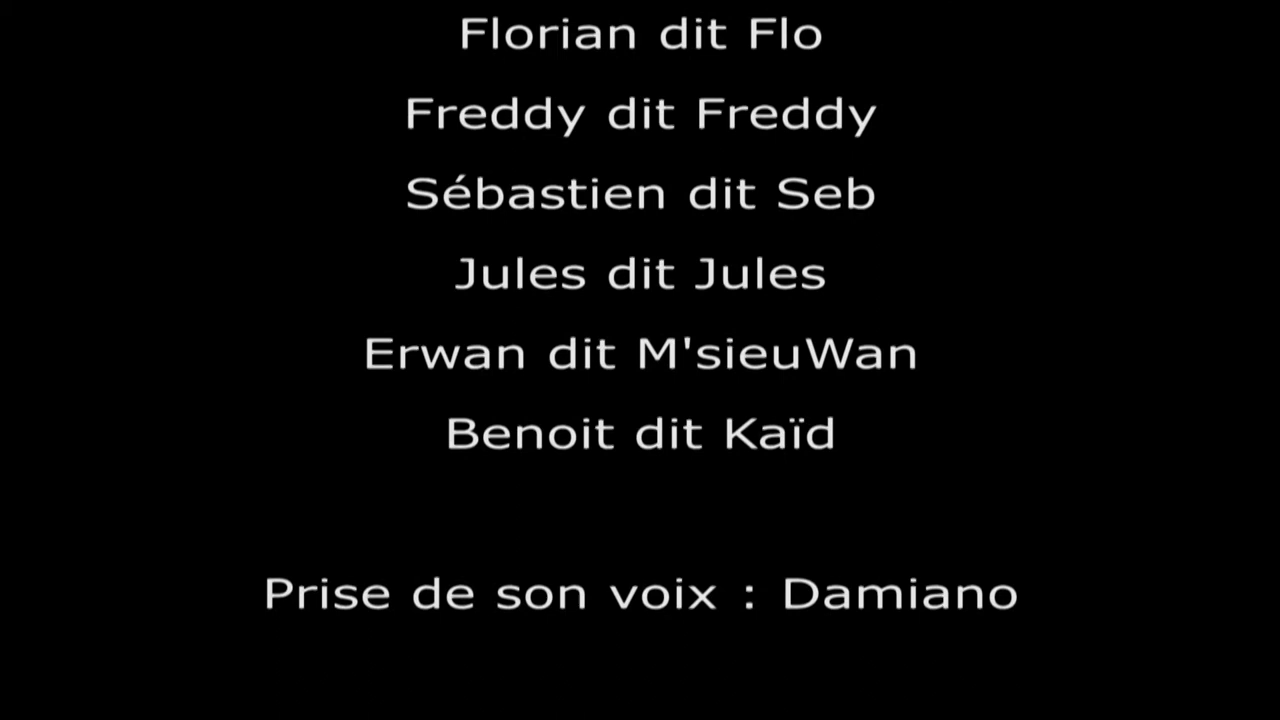 Florian dit Flo
Freddy dit Freddy
Sébastien dit Seb
Jules dit Jules
Erwan dit M'sieuWan
Benoit dit Kaïd
Prise de son voix : Damiano